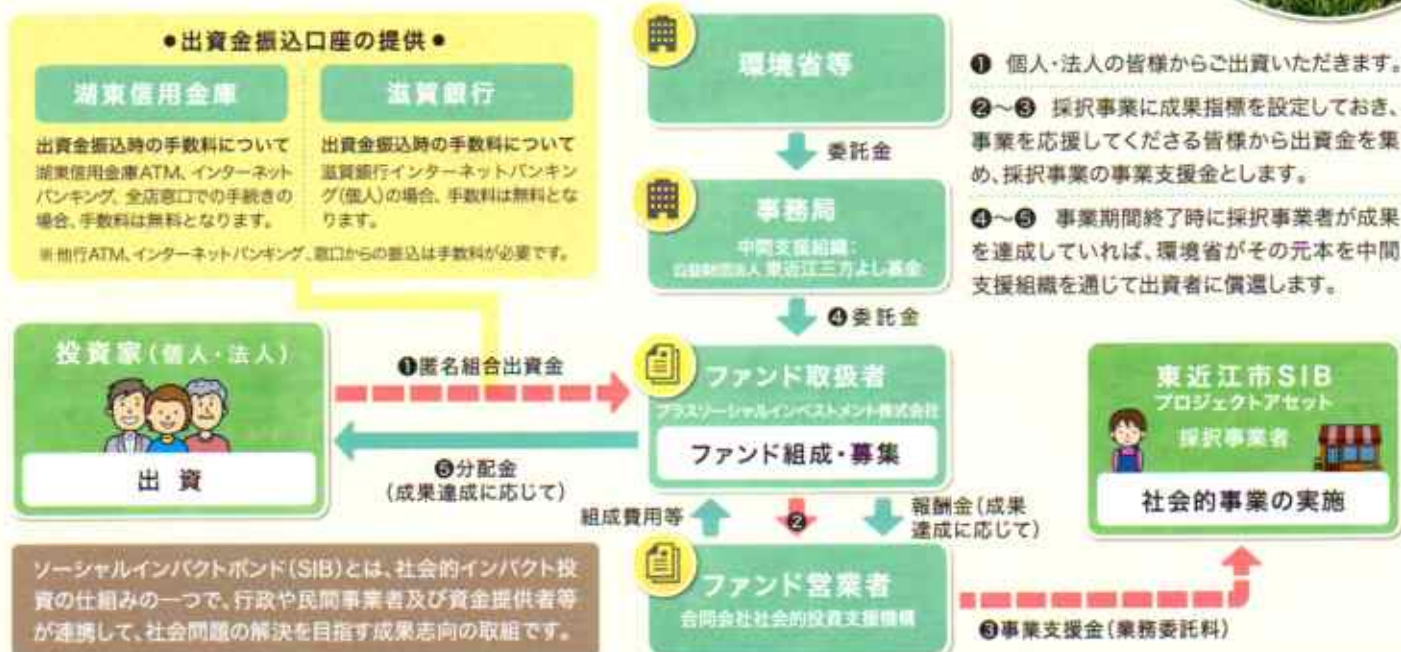 ●出資金振込口座の提供●
湖東信用金庫
出資金振込時の手数料について
湖東信用金庫ATM、インターネット
バンキング、全店窓口での手続きの
場合、手数料は無料となります。
滋賀銀行
出資金振込時の手数料について
滋賀銀行インターネットバンキン
グ(個人)の場合、手数料は無料とな
ります。
※他行ATM、インターネットバンキング、窓口からの振込は手数料が必要です。
環境省等
委託金
事務局
中間支援組織:
公益財団法人 東近江三方よし基金
❹委託金
❶ 個人・法人の皆様からご出資いただきます。
❷～❸ 採択事業に成果指標を設定しておき、
事業を応援してくださる皆様から出資金を集
め、採択事業の事業支援金とします。
❹～❺ 事業期間終了時に採択事業者が成果
を達成していれば、環境省がその元本を中間
支援組織を通じて出資者に償還します。
投資家(個人・法人)
出 資
❶匿名組合出資金
❺分配金
(成果達成に応じて)
ファンド取扱者
プラスソーシャルインベストメント株式会社
ファンド組成・募集
組成費用等
❷
報酬金(成果
達成に応じて)
ファンド営業者
合同会社社会的投資支援機構
❸事業支援金(業務委託料)
東近江市SIB
プロジェクトアセット
採択事業者
社会的事業の実施
ソーシャルインパクトボンド(SIB)とは、社会的インパクト投
資の仕組みの一つで、行政や民間事業者及び資金提供者等
が連携して、社会問題の解決を目指す成果志向の取組です。